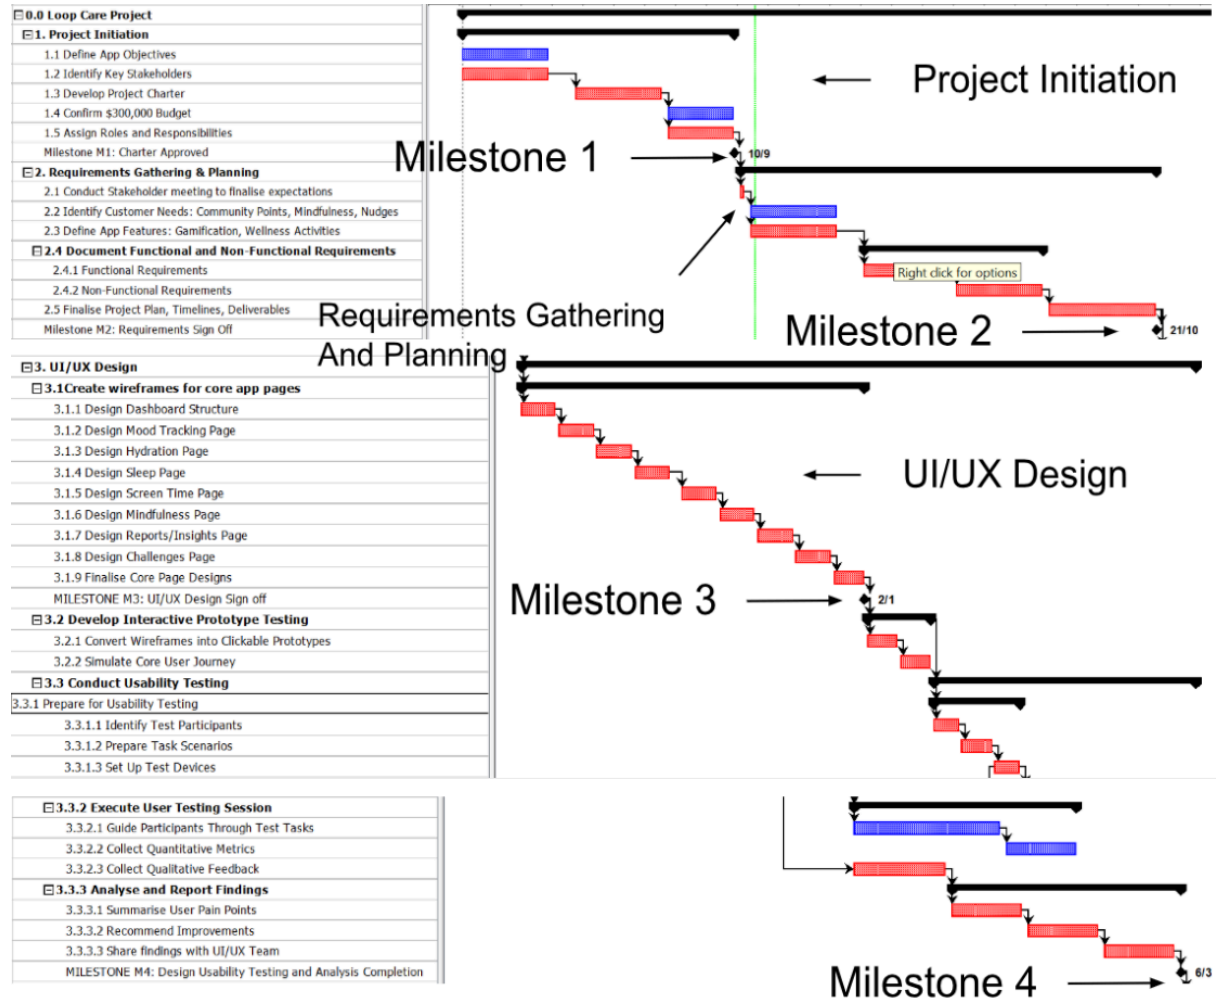 0.0 Loop Care Project
1. Project Initiation
1.1 Define App Objectives
1.2 Identify Key Stakeholders
1.3 Develop Project Charter
1.4 Confirm $300,000 Budget
1.5 Assign Roles and Responsibilities
Milestone M1: Charter Approved
2. Requirements Gathering & Planning
2.1 Conduct Stakeholder meeting to finalise expectations
2.2 Identify Customer Needs: Community Points, Mindfulness, Nudges
2.3 Define App Features: Gamification, Wellness Activities
2.4 Document Functional and Non-Functional Requirements
2.4.1 Functional Requirements
2.4.2 Non-Functional Requirements
2.5 Finalise Project Plan, Timelines, Deliverables
Milestone M2: Requirements Sign Off
Project Initiation
Milestone 1
10/9
Right click for options
Requirements Gathering
And Planning
Milestone 2
21/10
3. UI/UX Design
3.1Create wireframes for core app pages
3.1.1 Design Dashboard Structure
3.1.2 Design Mood Tracking Page
3.1.3 Design Hydration Page
3.1.4 Design Sleep Page
3.1.5 Design Screen Time Page
3.1.6 Design Mindfulness Page
3.1.7 Design Reports/Insights Page
3.1.8 Design Challenges Page
3.1.9 Finalise Core Page Designs
MILESTONE M3: UI/UX Design Sign off
3.2 Develop Interactive Prototype Testing
3.2.1 Convert Wireframes into Clickable Prototypes
3.2.2 Simulate Core User Journey
3.3 Conduct Usability Testing
3.3.1 Prepare for Usability Testing
3.3.1.1 Identify Test Participants
3.3.1.2 Prepare Task Scenarios
3.3.1.3 Set Up Test Devices
UI/UX Design
Milestone 3
2/1
3.3.2 Execute User Testing Session
3.3.2.1 Guide Participants Through Test Tasks
3.3.2.2 Collect Quantitative Metrics
3.3.2.3 Collect Qualitative Feedback
3.3.3 Analyse and Report Findings
3.3.3.1 Summarise User Pain Points
3.3.3.2 Recommend Improvements
3.3.3.3 Share findings with UI/UX Team
MILESTONE M4: Design Usability Testing and Analysis Completion
Milestone 4
6/3